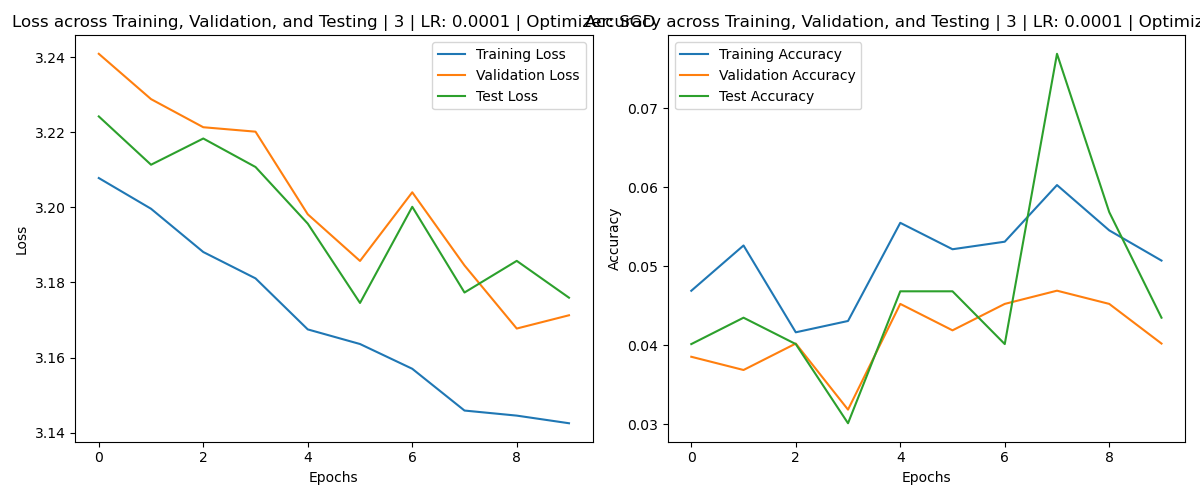 Loss across Training, Validation, and Testing | 3 | LR: 0.0001 | Optimizer: SGD
Training Loss
Validation Loss
Test Loss
3.24
3.22
3.20
3.18
3.16
3.14
Loss
0 2 4 6 8
Epochs
Accuracy across Training, Validation, and Testing | 3 | LR: 0.0001 | Optimiz
Training Accuracy
Validation Accuracy
Test Accuracy
0.07
0.06
0.05
0.04
0.03
Accuracy
0 2 4 6 8
Epochs